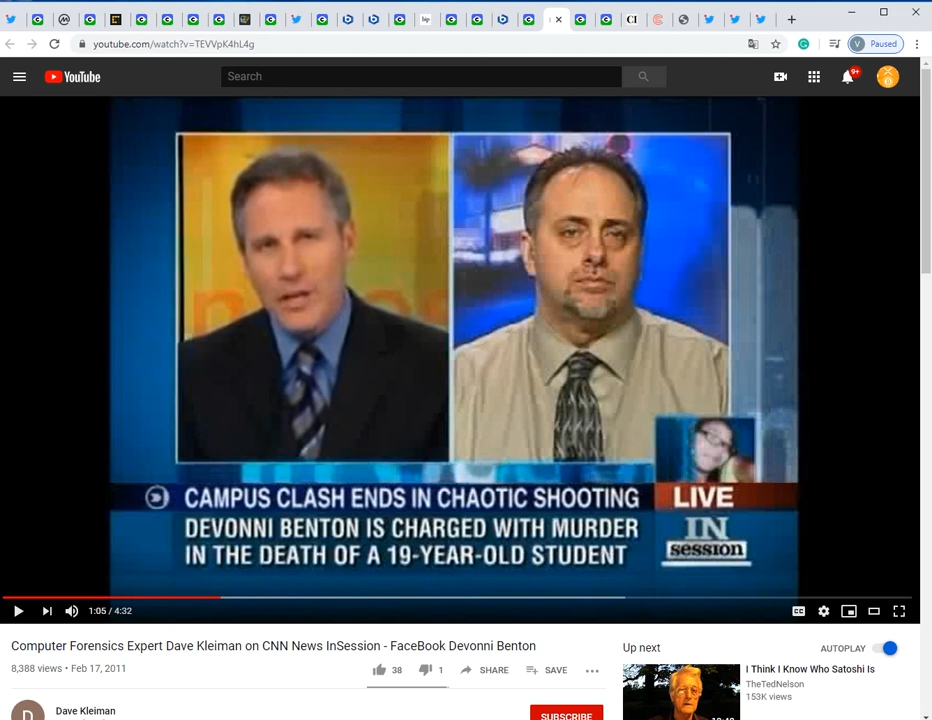 Paused
youtube.com/watch?v=TEVVpK4hL4g
YouTube
Search
9+
CAMPUS CLASH ENDS IN CHAOTIC SHOOTING
LIVE
DEVONNI BENTON IS CHARGED WITH MURDER
IN THE DEATH OF A 19-YEAR-OLD STUDENT
IN
session
1:05 / 4:32
Computer Forensics Expert Dave Kleiman on CNN News InSession - FaceBook Devonni Benton
8,388 views • Feb 17, 2011
38
1
SHARE
SAVE
Dave Kleiman
SUBSCRIBE
Up next
AUTOPLAY
I Think I Know Who Satoshi Is
TheTedNelson
153K views